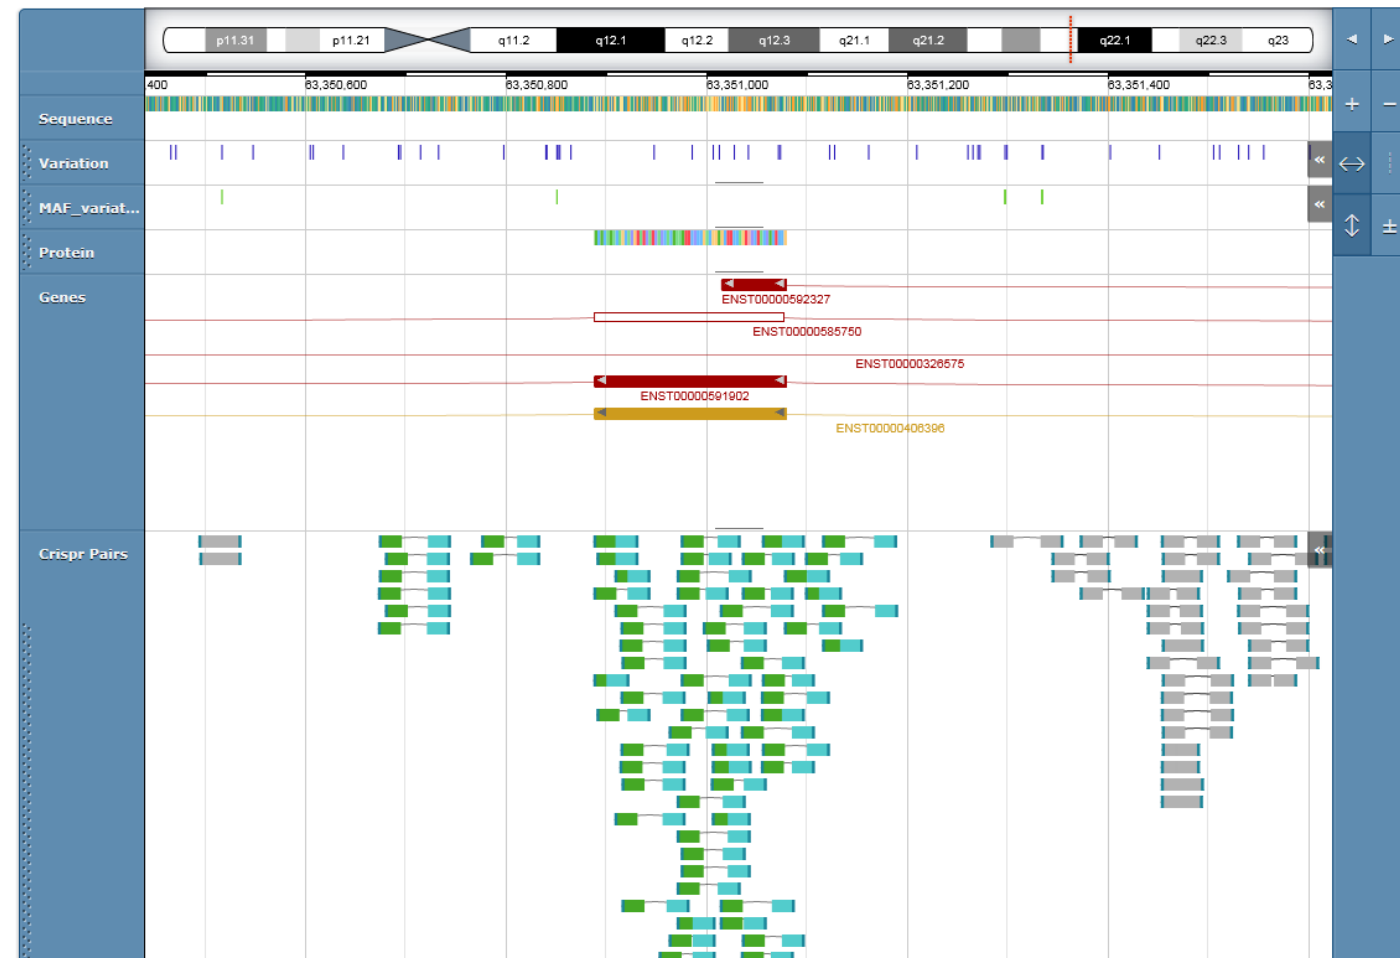 p11.31 p11.21 q11.2 q12.1 q12.2 q12.3 q21.1 q21.2 q22.1 q22.3 q23
.400 63,350,600 63,350,800 63,351,000 63,351,200 63,351,400 63,3
Sequence
Variation
MAF_variat...
Protein
Genes
ENST00000592327
ENST00000585750
ENST00000326575
ENST00000591902
ENST00000406396
Crispr Pairs